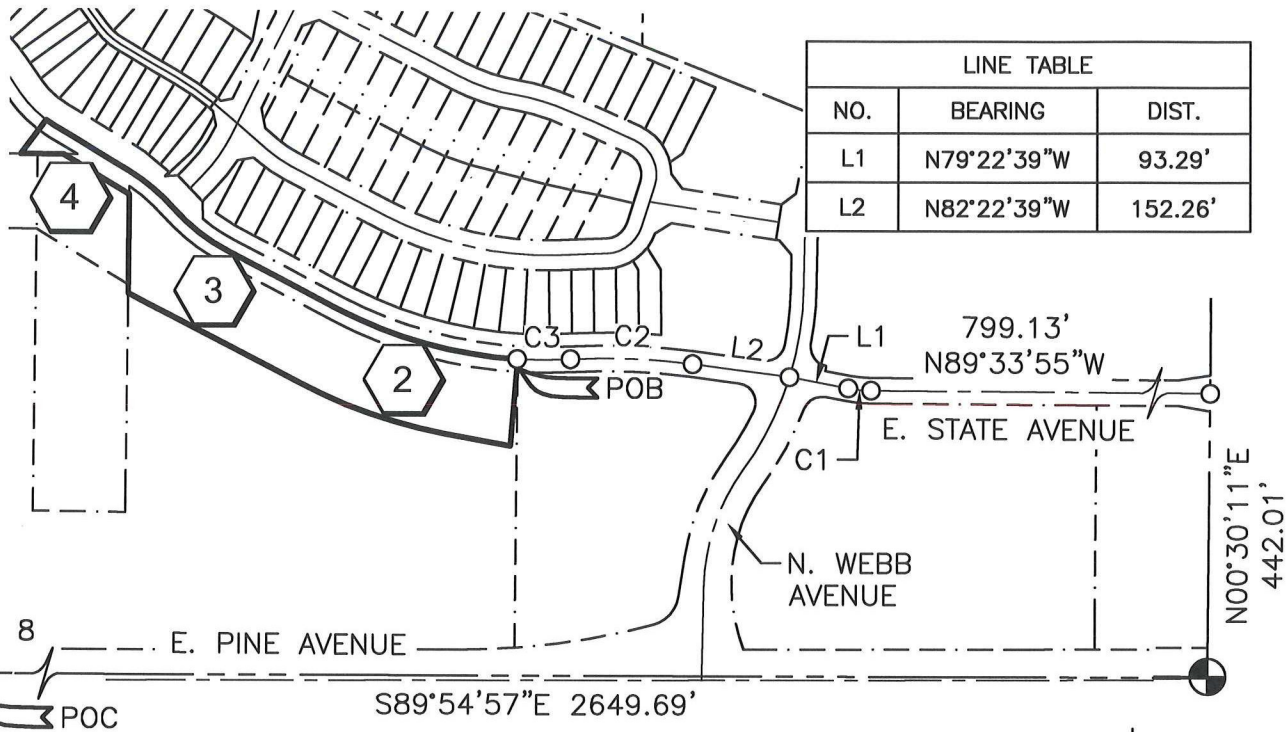 LINE TABLE
NO. BEARING DIST.
L1 N79°22'39"W 93.29'
L2 N82°22'39"W 152.26'
4
3
2
C3
C2
L2
L1
POB
799.13'
N89°33'55"W
E. STATE AVENUE
C1
N00°30'11"E
442.01'
N. WEBB
AVENUE
8
E. PINE AVENUE
S89°54'57"E 2649.69'
POC